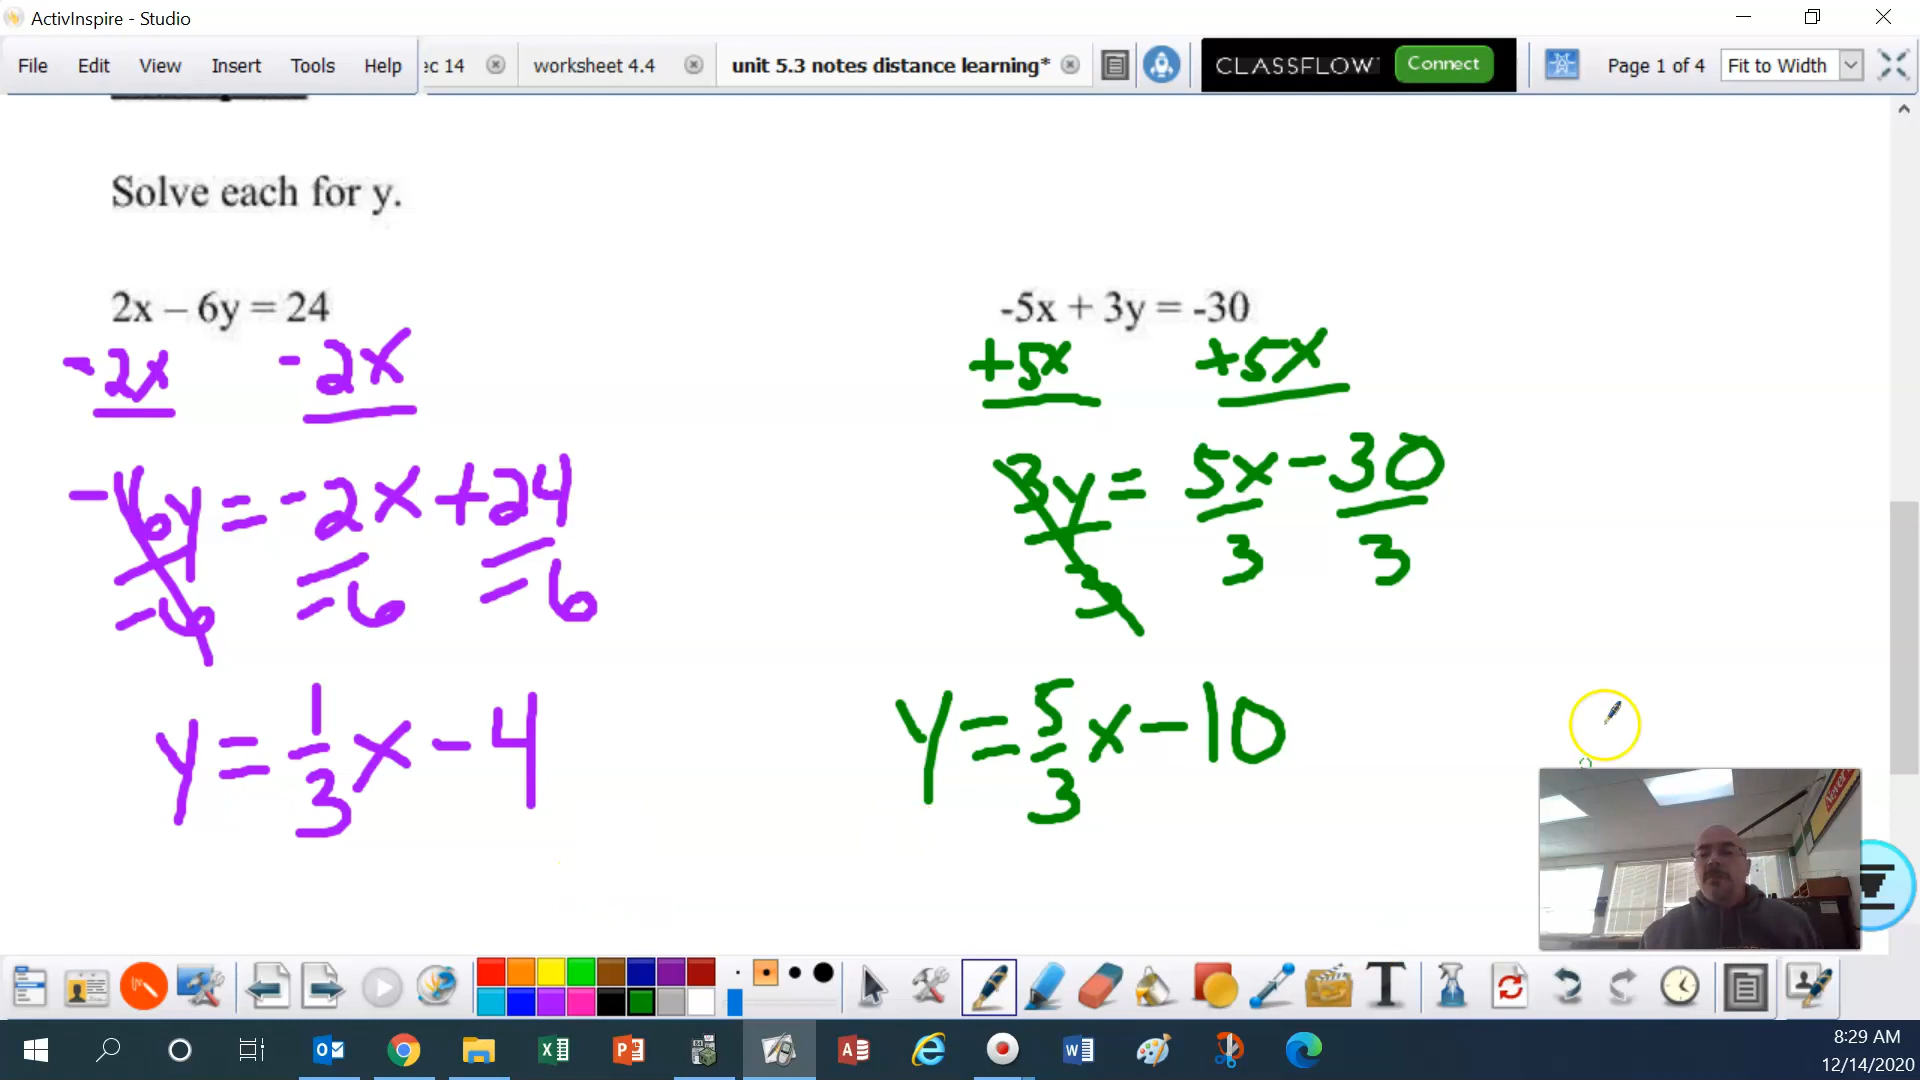 ActivInspire - Studio
File Edit View Insert Tools Help
ec 14
worksheet 4.4
unit 5.3 notes distance learning*
CLASSFLOW Connect
Page 1 of 4
Fit to Width
Solve each for y.
2x – 6y = 24
-2x -2x
-6y = -2x + 24
-6 -6 -6
y = 1/3 x - 4
-5x + 3y = -30
+5x +5x
3y = 5x - 30
3 3 3
y = 5/3 x - 10
Never
T
8:29 AM
12/14/2020